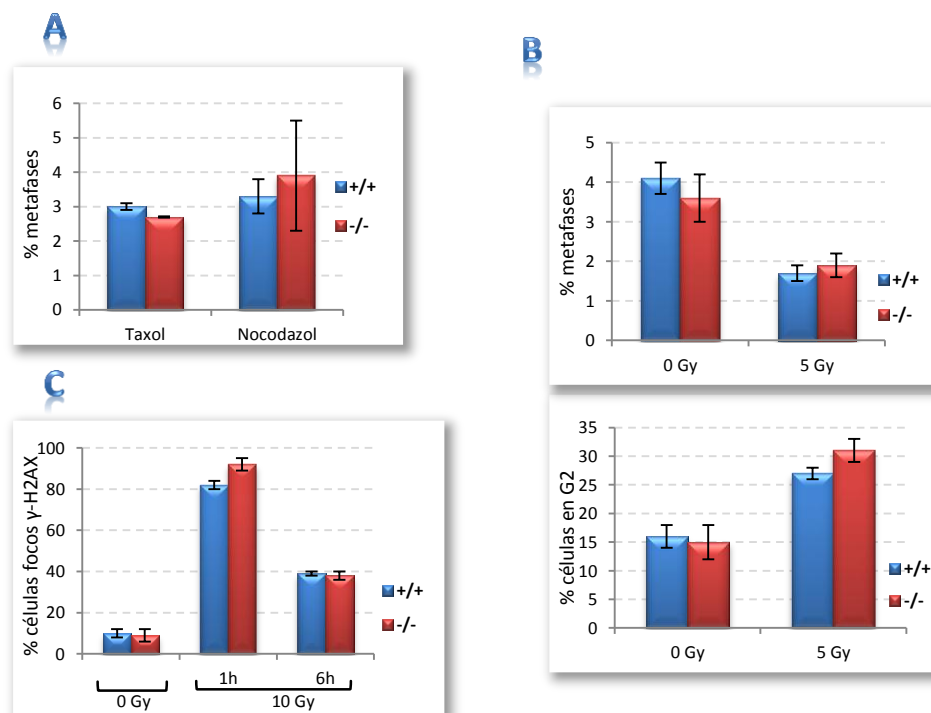 A
% metafases
6
5
4
3
2
1
0
Taxol Nocodazol
+/+
-/-
B
% metafases
5
4
3
2
1
0
0 Gy 5 Gy
+/+
-/-
% células en G2
35
30
25
20
15
10
5
0
0 Gy 5 Gy
+/+
-/-
C
% células focos γ-H2AX
100
80
60
40
20
0
1h 6h
0 Gy 10 Gy
+/+
-/-